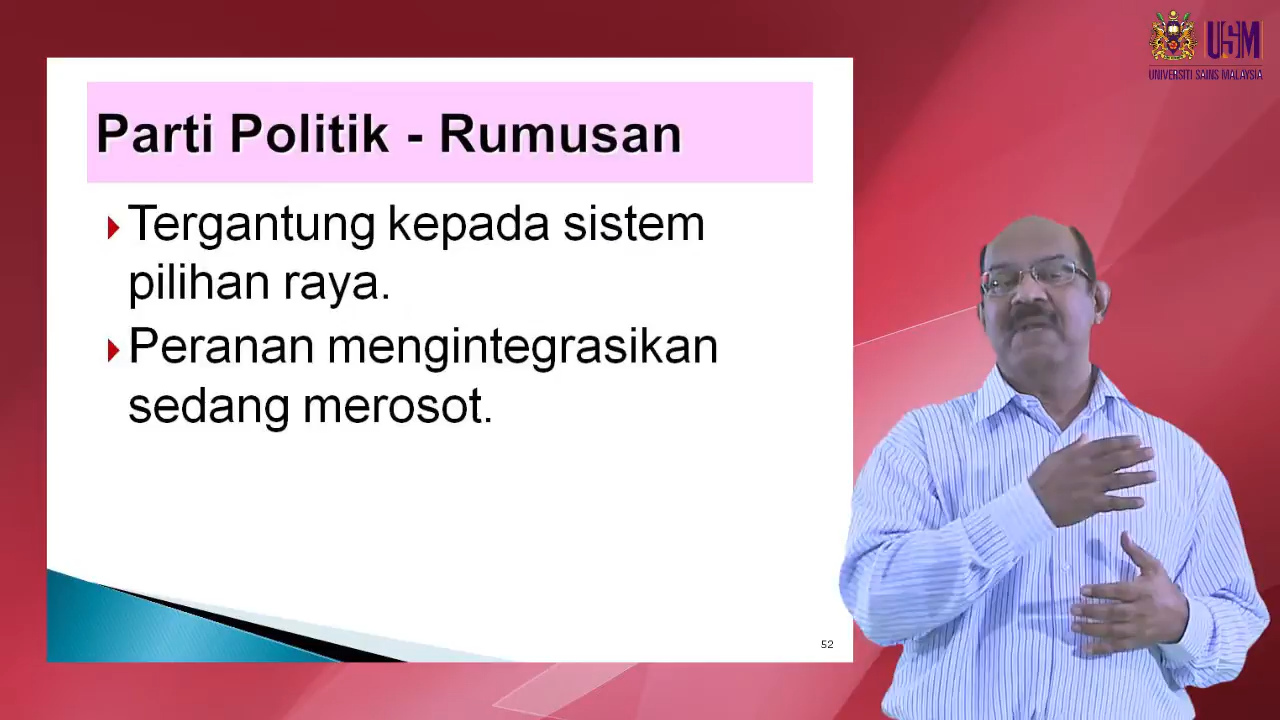 USM
UNIVERSITI SAINS MALAYSIA
Parti Politik - Rumusan
Tergantung kepada sistem
pilihan raya.
Peranan mengintegrasikan
sedang merosot.
52